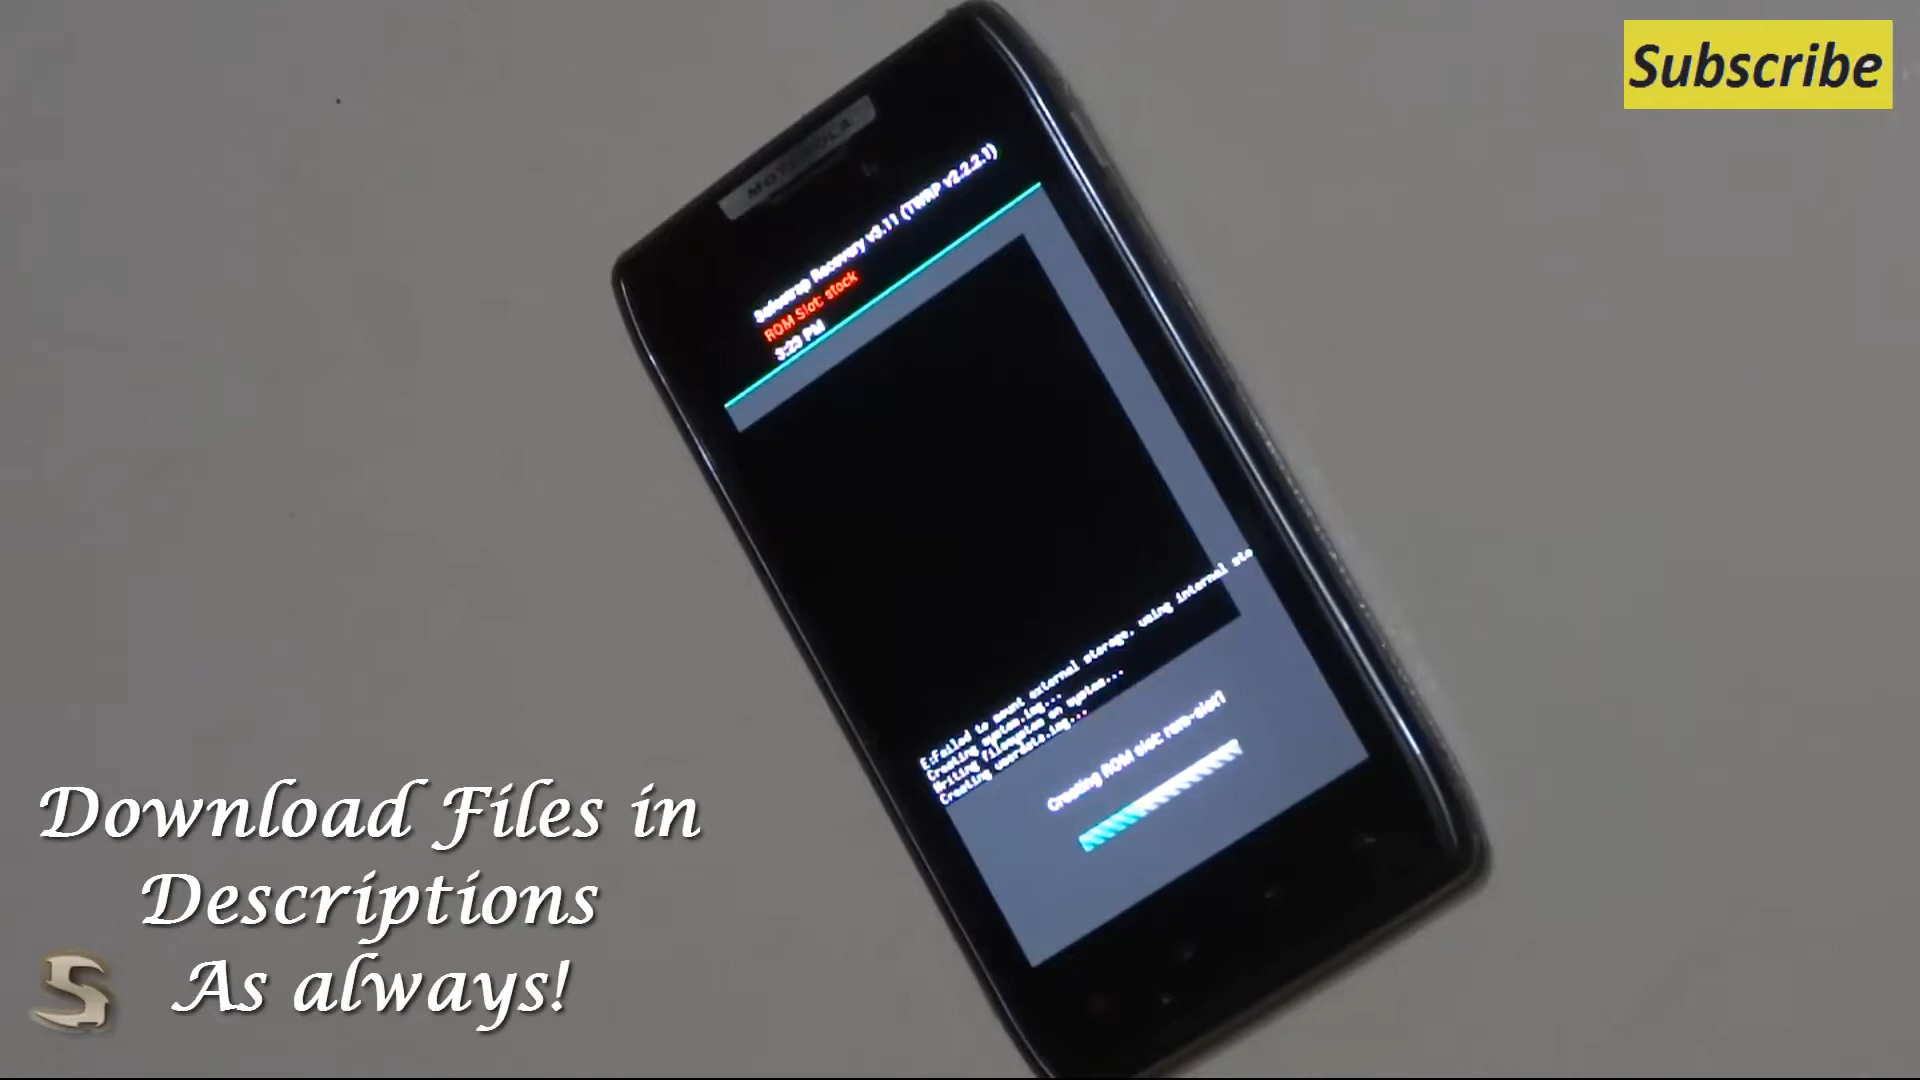 Subscribe
MOTOROLA
Safestrap Recovery v3.11 (TWRP v2.2.2.1)
ROM Slot: stock
3:23 PM
E:Failed to mount external storage, using internal sto
Creating system.img...
Writing filesystem on system...
Creating userdata.img...
Creating ROM slot: rom-slot1
Download Files in
Descriptions
As always!
S